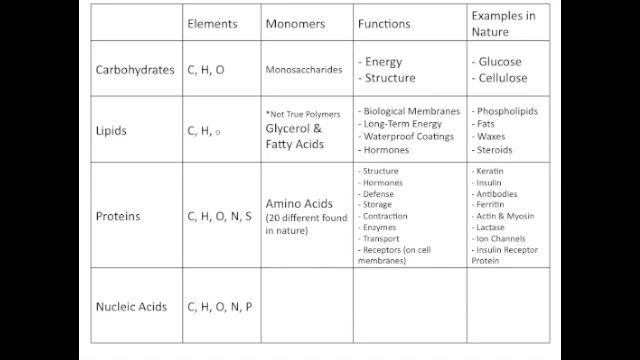 Elements
Monomers
Functions
Examples in
Nature
Carbohydrates
C, H, O
Monosaccharides
- Energy
- Structure
- Glucose
- Cellulose
Lipids
C, H, O
*Not True Polymers
Glycerol &
Fatty Acids
- Biological Membranes
- Long-Term Energy
- Waterproof Coatings
- Hormones
- Phospholipids
- Fats
- Waxes
- Steroids
Proteins
C, H, O, N, S
Amino Acids
(20 different found
in nature)
- Structure
- Hormones
- Defense
- Storage
- Contraction
- Enzymes
- Transport
- Receptors (on cell
membranes)
- Keratin
- Insulin
- Antibodies
- Ferritin
- Actin & Myosin
- Lactase
- Ion Channels
- Insulin Receptor
Protein
Nucleic Acids
C, H, O, N, P